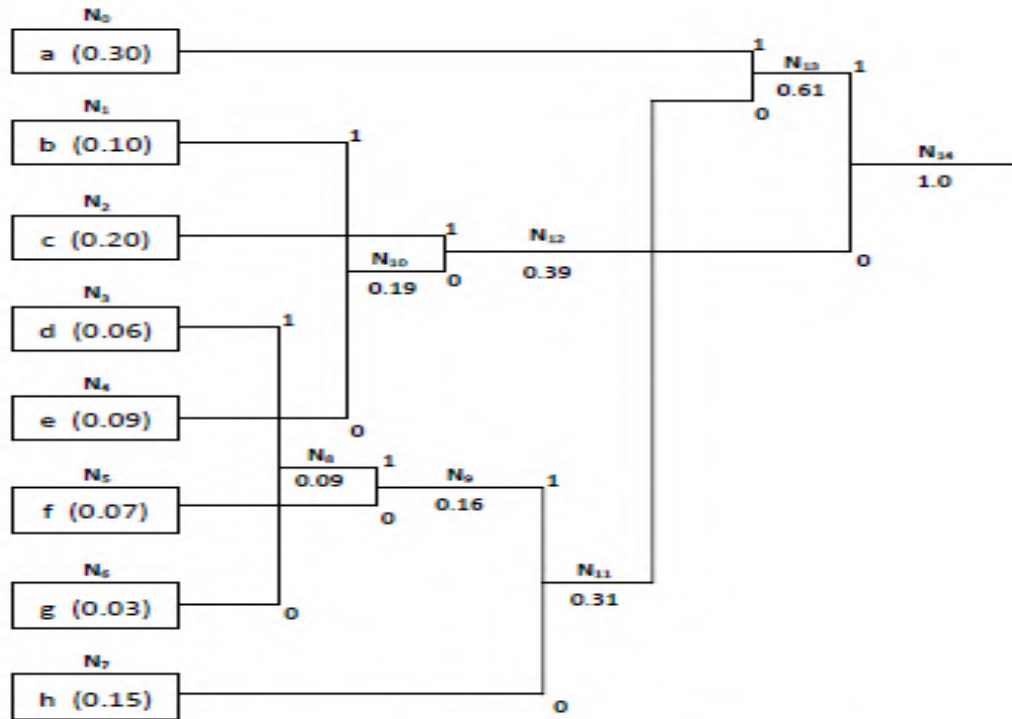 N₀
a (0.30)
1
N₁₃
1
0.61
0
N₁
b (0.10)
1
N₁₄
1.0
N₂
c (0.20)
1
N₁₂
N₁₀
0.19
0
0.39
0
N₃
d (0.06)
1
N₄
e (0.09)
0
N₈
1
0.09
N₉
1
0.16
N₅
f (0.07)
0
N₁₁
0.31
N₆
g (0.03)
0
N₇
h (0.15)
0